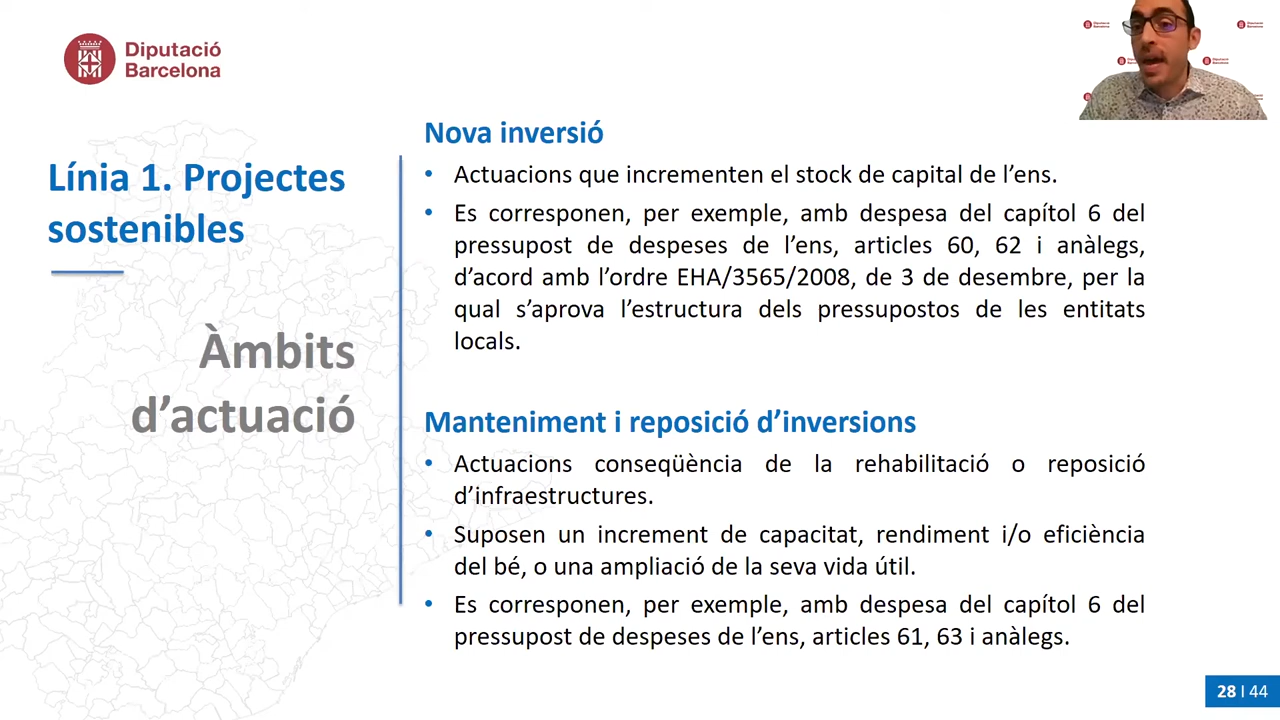 Diputació
Barcelona
Línia 1. Projectes
sostenibles
Àmbits
d’actuació
Nova inversió
• Actuacions que incrementen el stock de capital de l’ens.
• Es corresponen, per exemple, amb despesa del capítol 6 del
pressupost de despeses de l’ens, articles 60, 62 i anàlegs,
d’acord amb l’ordre EHA/3565/2008, de 3 de desembre, per la
qual s’aprova l’estructura dels pressupostos de les entitats
locals.
Manteniment i reposició d’inversions
• Actuacions conseqüència de la rehabilitació o reposició
d’infraestructures.
• Suposen un increment de capacitat, rendiment i/o eficiència
del bé, o una ampliació de la seva vida útil.
• Es corresponen, per exemple, amb despesa del capítol 6 del
pressupost de despeses de l’ens, articles 61, 63 i anàlegs.
28 I 44